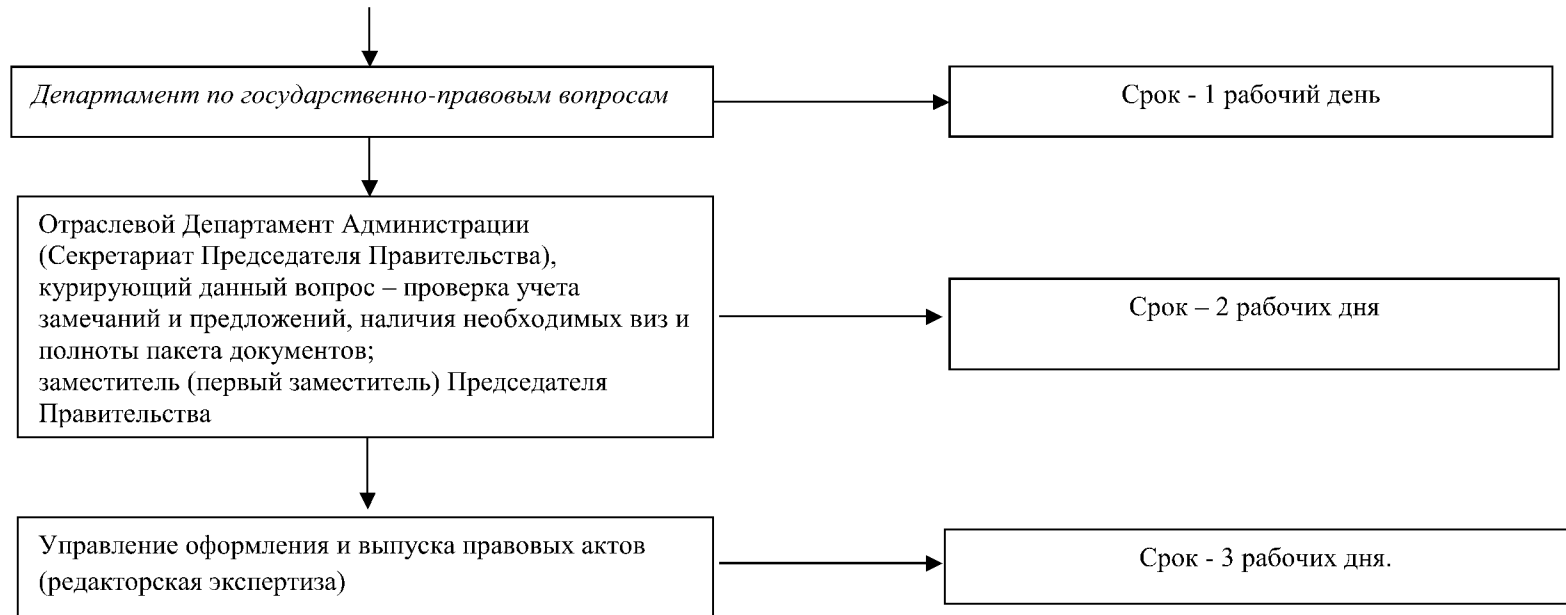 Департамент по государственно-правовым вопросам
Срок - 1 рабочий день
Отраслевой Департамент Администрации
(Секретариат Председателя Правительства),
курирующий данный вопрос – проверка учета
замечаний и предложений, наличия необходимых виз и
полноты пакета документов;
заместитель (первый заместитель) Председателя
Правительства
Срок – 2 рабочих дня
Управление оформления и выпуска правовых актов
(редакторская экспертиза)
Срок - 3 рабочих дня.